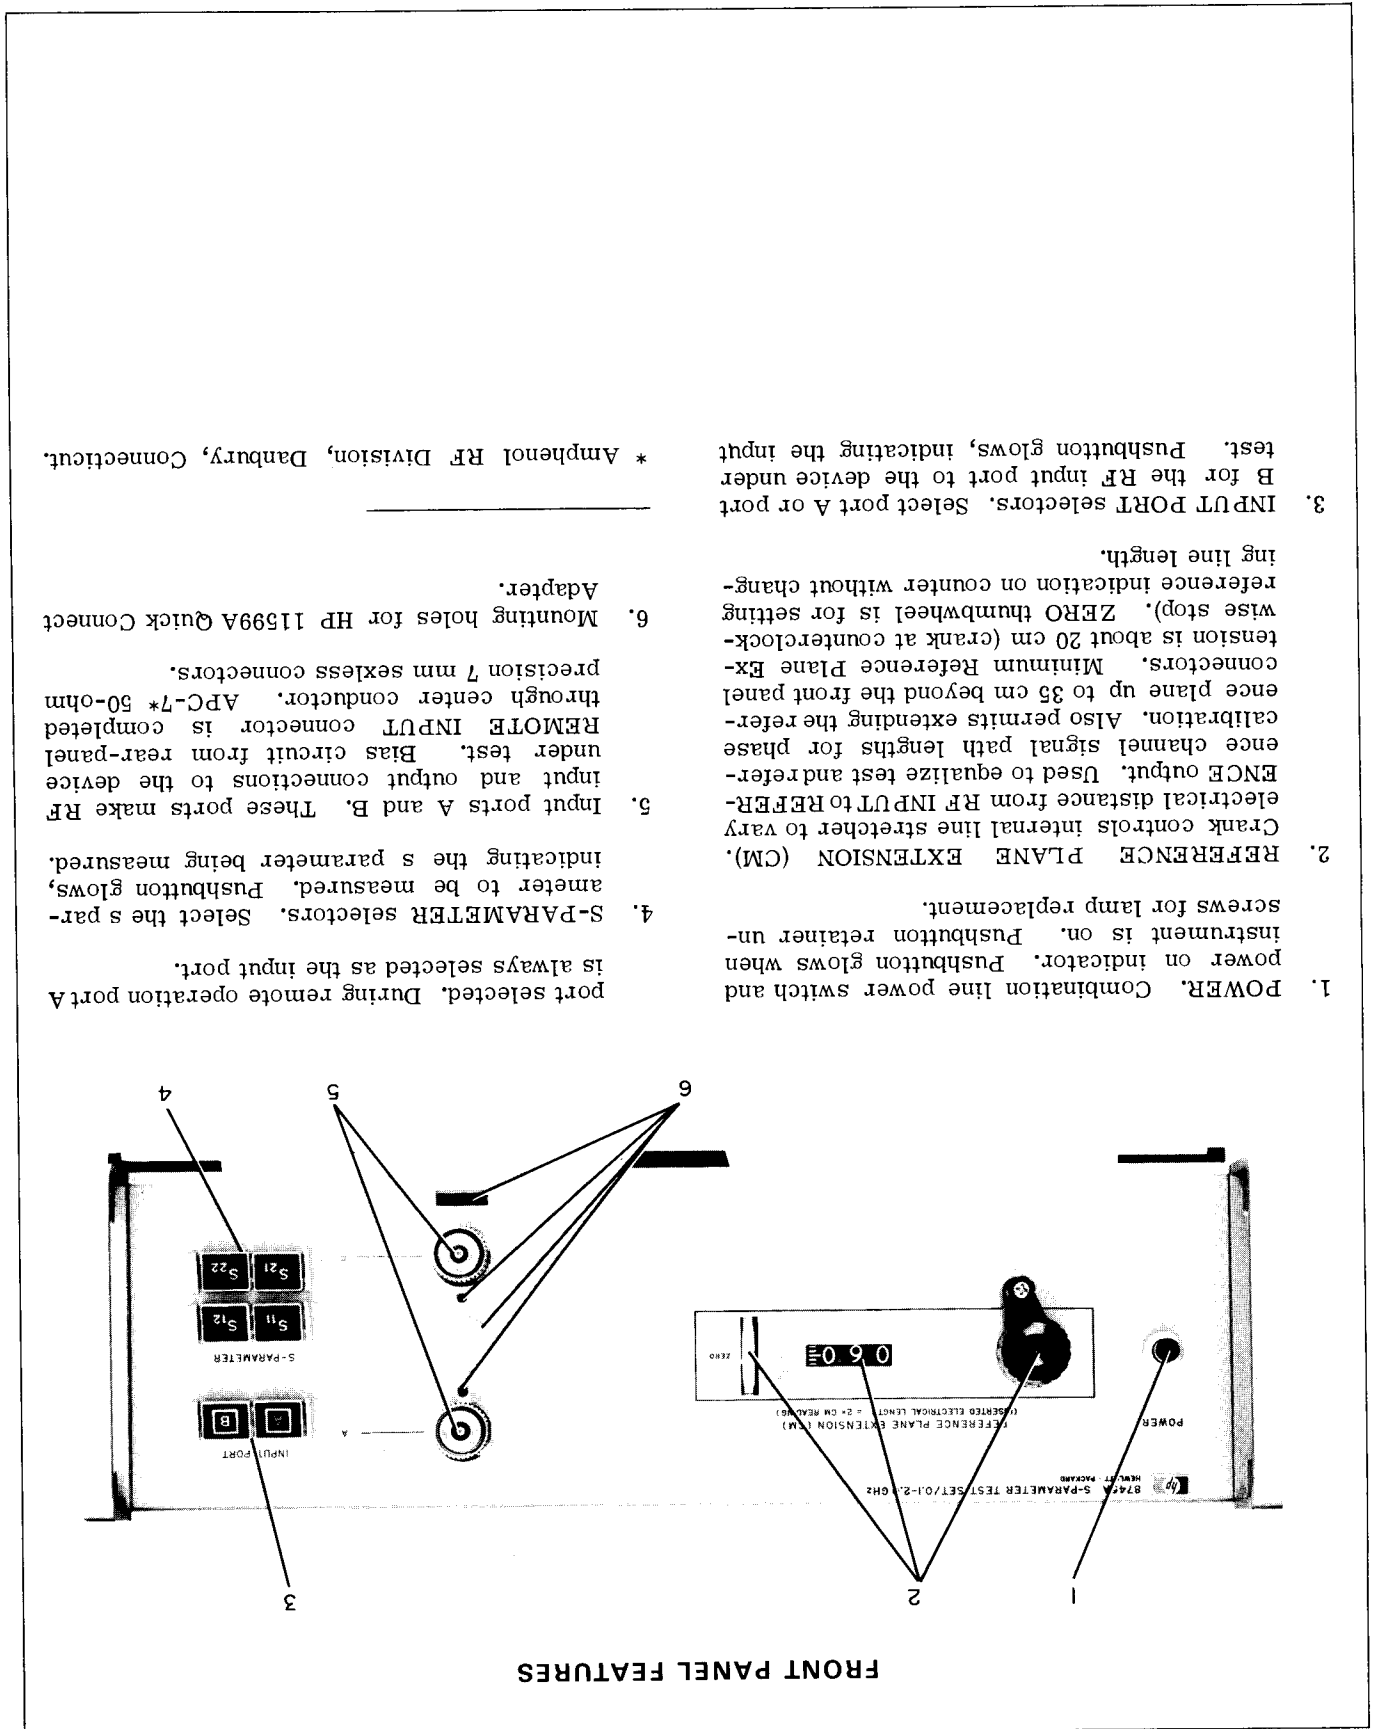 FRONT PANEL FEATURES
1
2
3
hp
S-PARAMETER TEST SET/0.1-2. GHz
POWER
REFERENCE PLANE EXTENSION (CM)
(INSERTED ELECTRICAL LENGTH = 2× CM READING)
0 6 0
ZERO
INPUT PORT
A
B
A
S-PARAMETER
S11
S12
S21
S22
6
5
4
1. POWER. Combination line power switch and
power on indicator. Pushbutton glows when
instrument is on. Pushbutton retainer un-
screws for lamp replacement.
2. REFERENCE PLANE EXTENSION (CM).
Crank controls internal line stretcher to vary
electrical distance from RF INPUT to REFER-
ENCE output. Used to equalize test and refer-
ence channel signal path lengths for phase
calibration. Also permits extending the refer-
ence plane up to 35 cm beyond the front panel
connectors. Minimum Reference Plane Ex-
tension is about 20 cm (crank at counterclock-
wise stop). ZERO thumbwheel is for setting
reference indication on counter without chang-
ing line length.
3. INPUT PORT selectors. Select port A or port
B for the RF input port to the device under
test. Pushbutton glows, indicating the input
port selected. During remote operation port A
is always selected as the input port.
4. S-PARAMETER selectors. Select the s par-
ameter to be measured. Pushbutton glows,
indicating the s parameter being measured.
5. Input ports A and B. These ports make RF
input and output connections to the device
under test. Bias circuit from rear-panel
REMOTE INPUT connector is completed
through center conductor. APC-7* 50-ohm
precision 7 mm sexless connectors.
6. Mounting holes for HP 11599A Quick Connect
Adapter.
* Amphenol RF Division, Danbury, Connecticut.